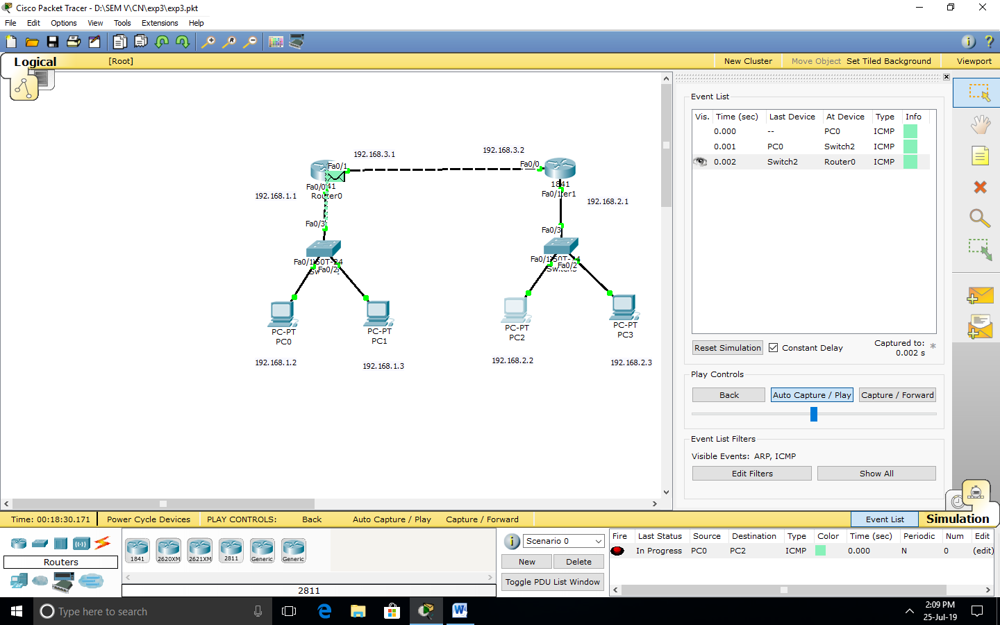 Cisco Packet Tracer - D:\SEM V\CN\exp3\exp3.pkt
File Edit Options View Tools Extensions Help
Logical [Root] New Cluster Move Object Set Tiled Background Viewport
Event List
Vis. Time (sec) Last Device At Device Type Info
0.000 -- PC0 ICMP
0.001 PC0 Switch2 ICMP
0.002 Switch2 Router0 ICMP
192.168.3.1
192.168.3.2
Fa0/1
Fa0/0
Fa0/0 41
Router0
192.168.1.1
1841
Fa0/1 ter1
192.168.2.1
Fa0/3
Fa0/3
Fa0/1 50T-24
Fa0/2
Fa0/1
Fa0/2
PC-PT
PC0
PC-PT
PC1
PC-PT
PC2
PC-PT
PC3
192.168.1.2
192.168.1.3
192.168.2.2
192.168.2.3
Reset Simulation Constant Delay Captured to: *
0.002 s
Play Controls
Back Auto Capture / Play Capture / Forward
Event List Filters
Visible Events: ARP, ICMP
Edit Filters Show All
Time: 00:18:30.171 Power Cycle Devices PLAY CONTROLS: Back Auto Capture / Play Capture / Forward Event List Simulation
Routers
1841 2620XM 2621XM 2811 Generic Generic
2811
Scenario 0
New Delete
Toggle PDU List Window
Fire Last Status Source Destination Type Color Time (sec) Periodic Num Edit
In Progress PC0 PC2 ICMP 0.000 N 0 (edit)
Type here to search
2:09 PM
25-Jul-19